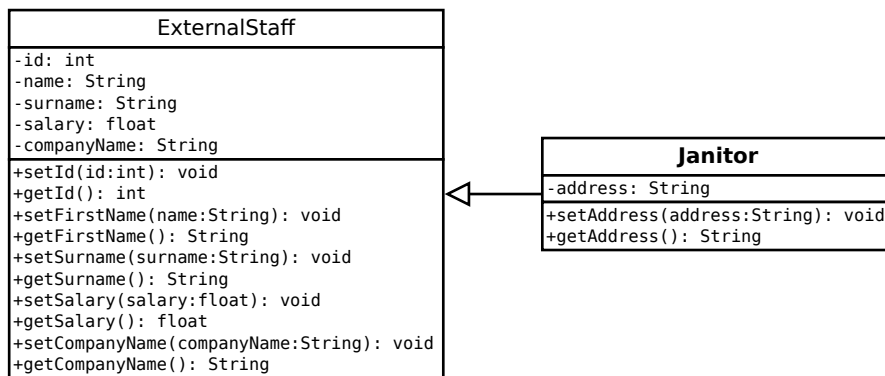 ExternalStaff
-id: int
-name: String
-surname: String
-salary: float
-companyName: String
+setId(id:int): void
+getId(): int
+setFirstName(name:String): void
+getFirstName(): String
+setSurname(surname:String): void
+getSurname(): String
+setSalary(salary:float): void
+getSalary(): float
+setCompanyName(companyName:String): void
+getCompanyName(): String
Janitor
-address: String
+setAddress(address:String): void
+getAddress(): String